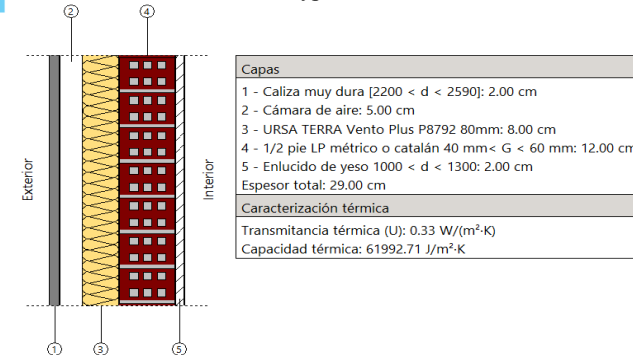 2
4
Exterior
Interior
1
3
5
Capas
1 - Caliza muy dura [2200 < d < 2590]: 2.00 cm
2 - Cámara de aire: 5.00 cm
3 - URSA TERRA Vento Plus P8792 80mm: 8.00 cm
4 - 1/2 pie LP métrico o catalán 40 mm< G < 60 mm: 12.00 cm
5 - Enlucido de yeso 1000 < d < 1300: 2.00 cm
Espesor total: 29.00 cm
Caracterización térmica
Transmitancia térmica (U): 0.33 W/(m²·K)
Capacidad térmica: 61992.71 J/m²·K